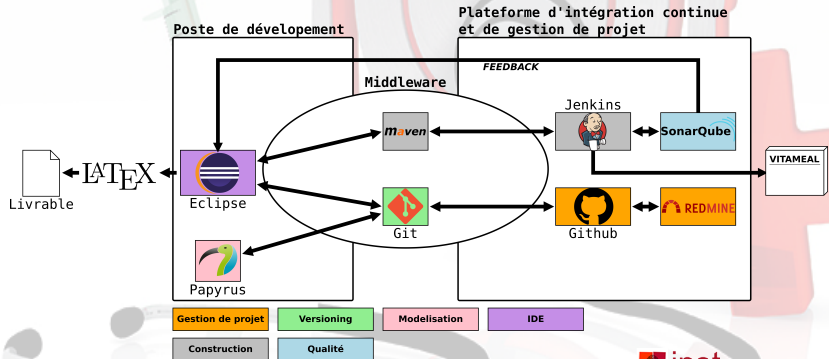 Plateforme d'intégration continue
et de gestion de projet
Poste de dévelopement
FEEDBACK
Middleware
Jenkins
maven
SonarQube
VITAMEAL
LATEX
Livrable
Eclipse
REDMINE
Git
Github
Papyrus
Gestion de projet
Versioning
Modelisation
IDE
Construction
Qualité